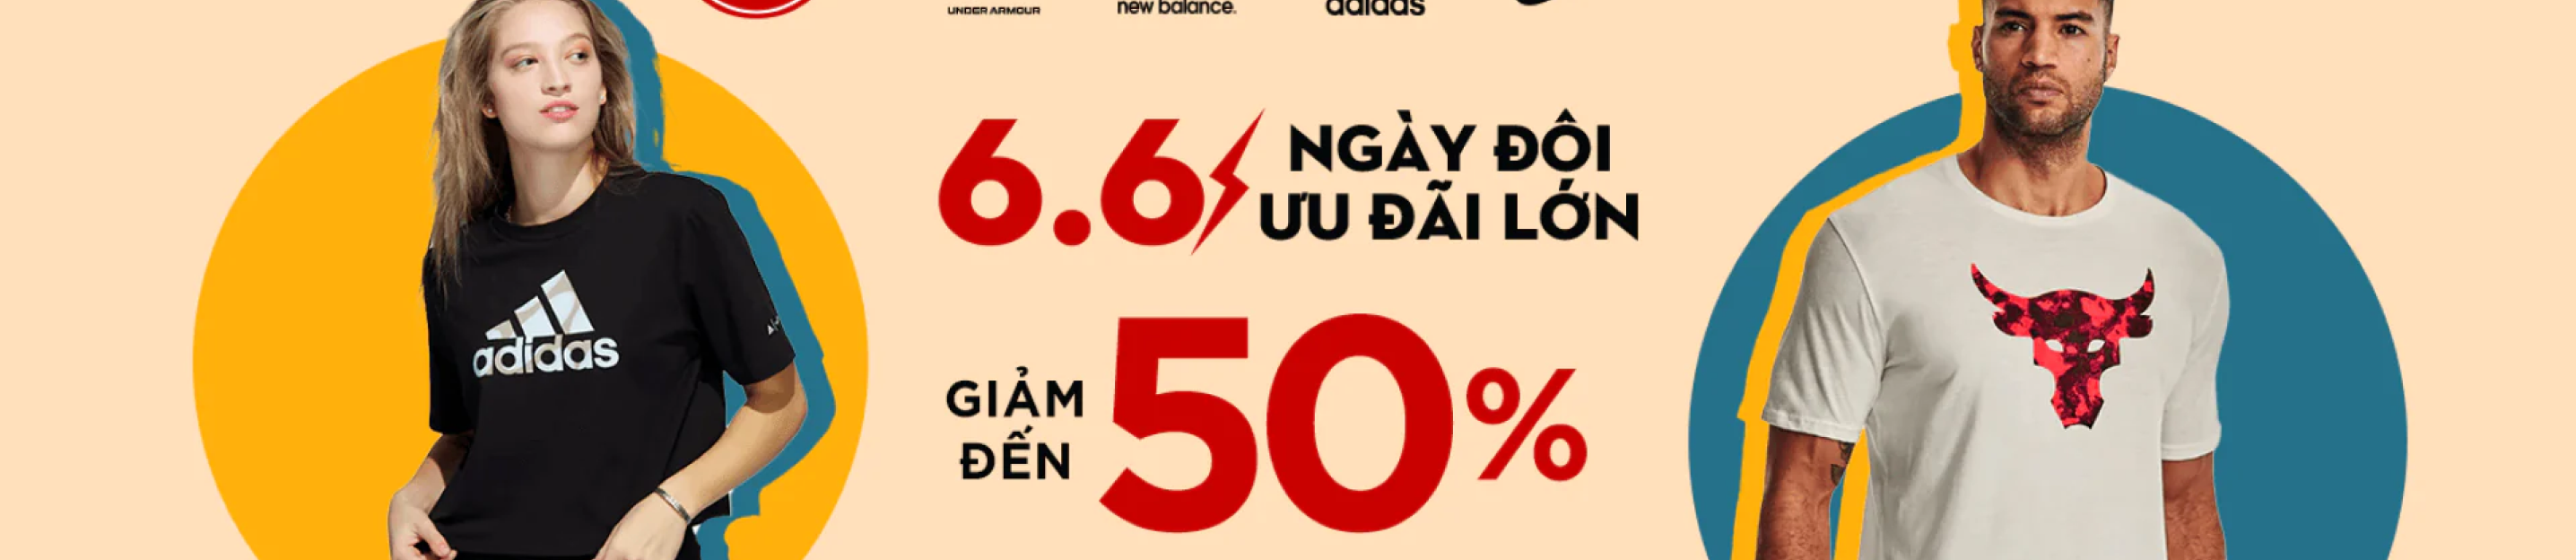 UNDER ARMOUR
new balance.
adidas
6.6 NGÀY ĐÔI
ƯU ĐÃI LỚN
GIẢM
ĐẾN
50%
adidas